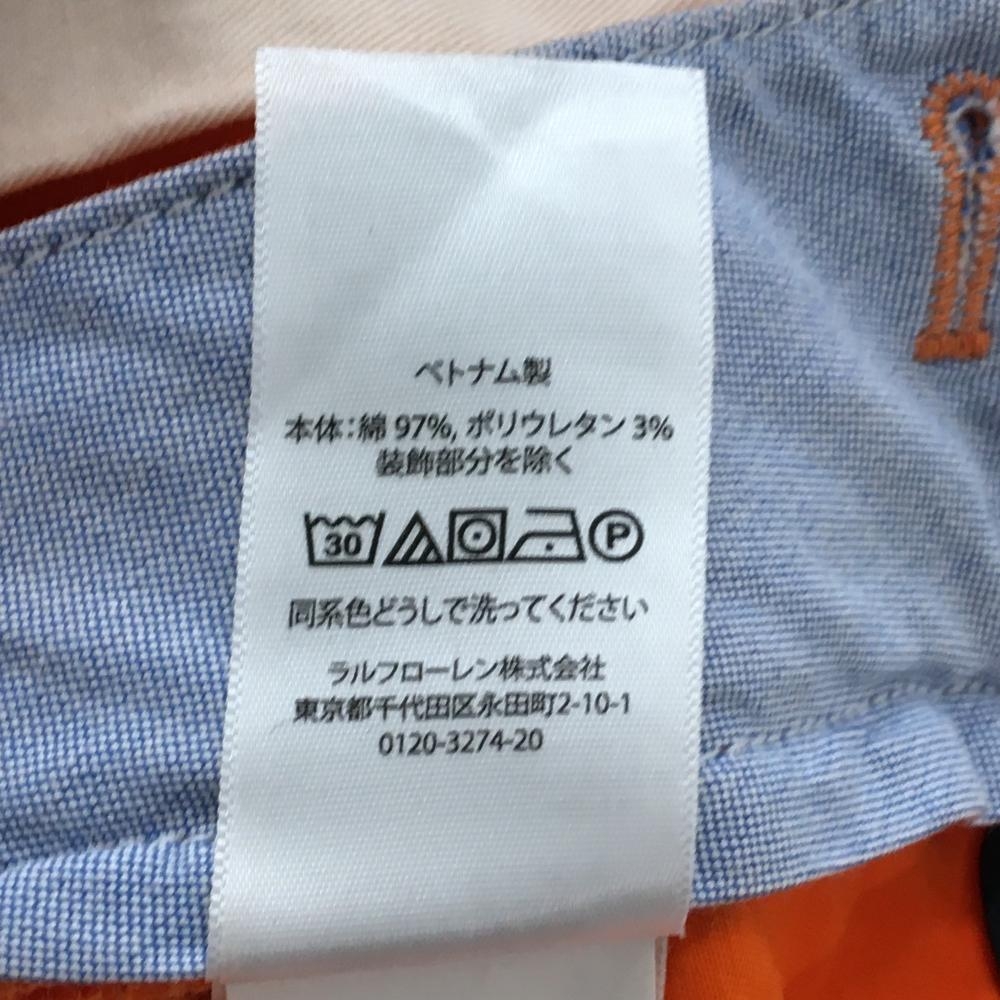 ベトナム製
本体:綿 97%, ポリウレタン 3%
装飾部分を除く
30 P
同系色どうしで洗ってください
ラルフローレン株式会社
東京都千代田区永田町2-10-1
0120-3274-20